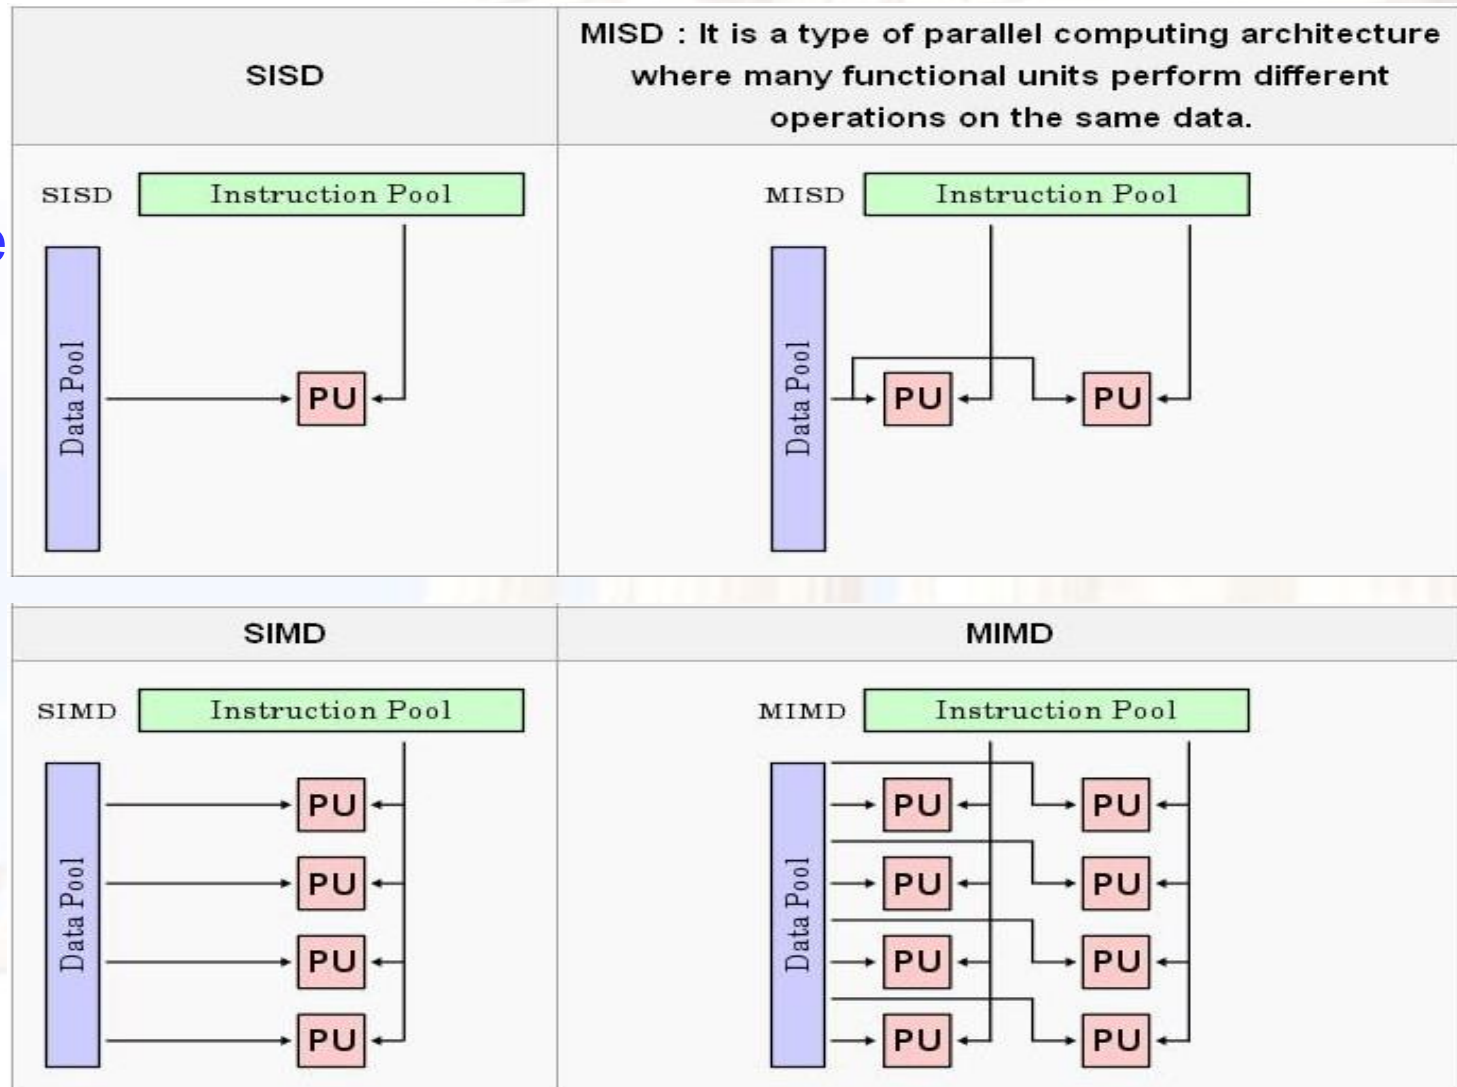 SISD
MISD : It is a type of parallel computing architecture
where many functional units perform different
operations on the same data.
SISD
Instruction Pool
Data Pool
PU
MISD
Instruction Pool
Data Pool
PU
PU
e
SIMD
MIMD
SIMD
Instruction Pool
Data Pool
PU
PU
PU
PU
MIMD
Instruction Pool
Data Pool
PU
PU
PU
PU
PU
PU
PU
PU